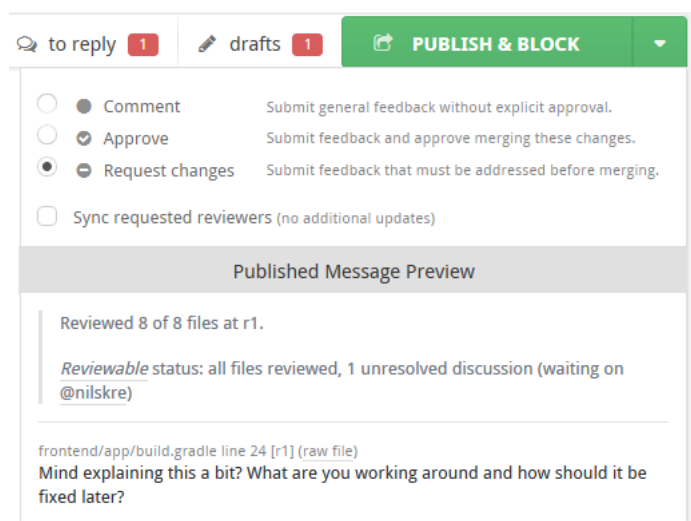 to reply 1 drafts 1 PUBLISH & BLOCK
Comment Submit general feedback without explicit approval.
Approve Submit feedback and approve merging these changes.
Request changes Submit feedback that must be addressed before merging.
Sync requested reviewers (no additional updates)
Published Message Preview
Reviewed 8 of 8 files at r1.
Reviewable status: all files reviewed, 1 unresolved discussion (waiting on
@nilskre)
frontend/app/build.gradle line 24 [r1] (raw file)
Mind explaining this a bit? What are you working around and how should it be
fixed later?